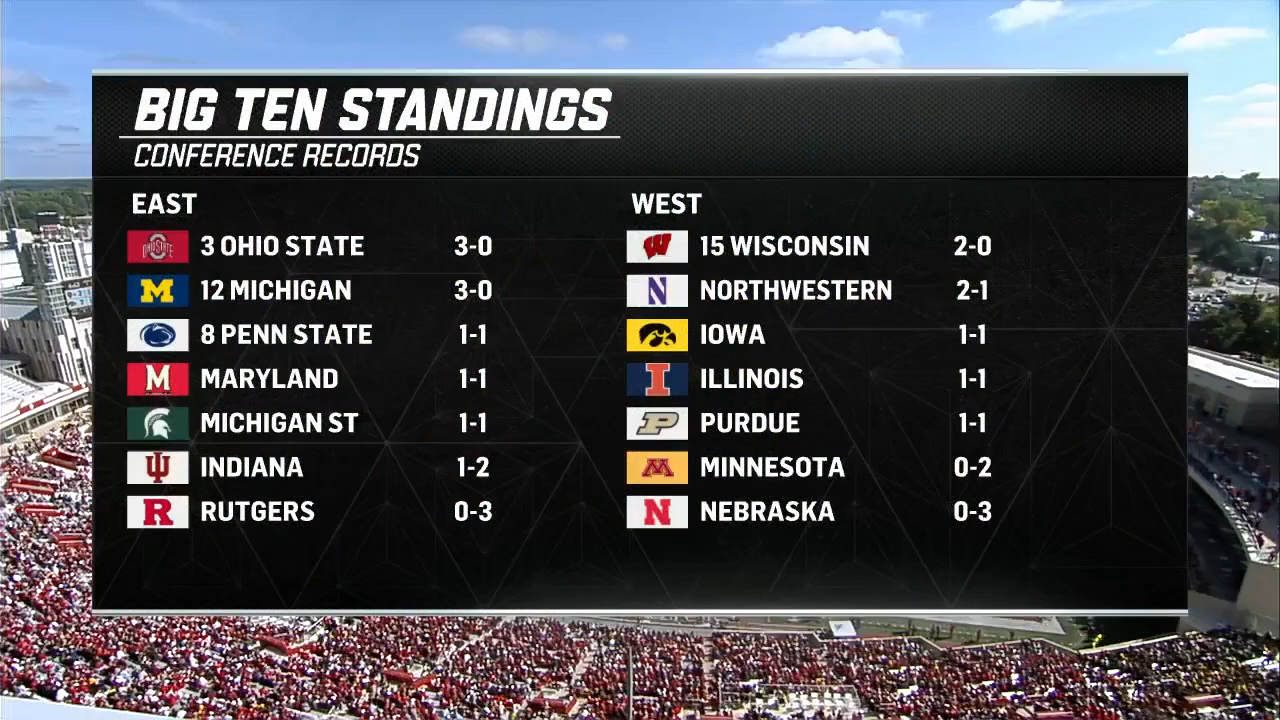 BIG TEN STANDINGS
CONFERENCE RECORDS
EAST
3 OHIO STATE 3-0
12 MICHIGAN 3-0
8 PENN STATE 1-1
MARYLAND 1-1
MICHIGAN ST 1-1
INDIANA 1-2
RUTGERS 0-3
WEST
15 WISCONSIN 2-0
NORTHWESTERN 2-1
IOWA 1-1
ILLINOIS 1-1
PURDUE 1-1
MINNESOTA 0-2
NEBRASKA 0-3